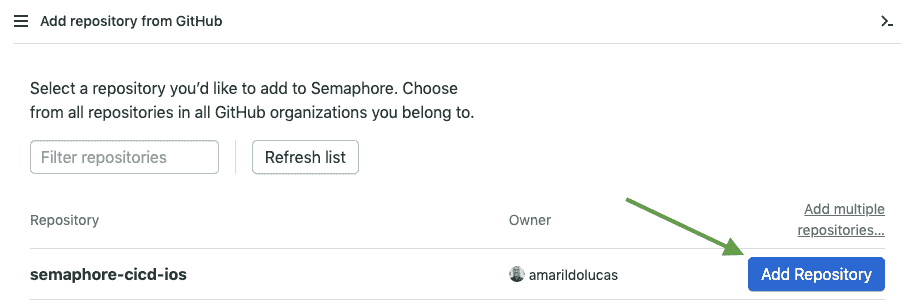 Add repository from GitHub
Select a repository you’d like to add to Semaphore. Choose
from all repositories in all GitHub organizations you belong to.
Filter repositories
Refresh list
Repository
Owner
Add multiple
repositories...
semaphore-cicd-ios
amarildolucas
Add Repository